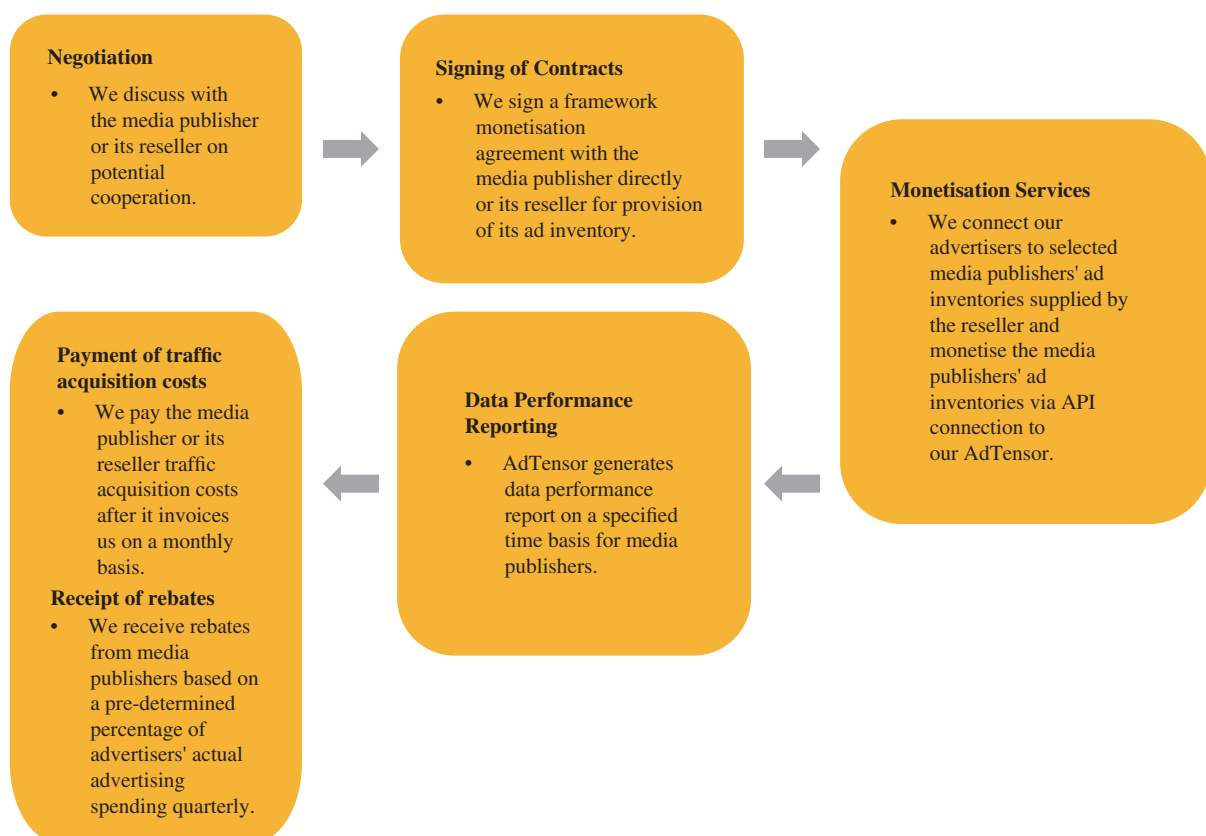 Negotiation
• We discuss with
the media publisher
or its reseller on
potential
cooperation.
Signing of Contracts
• We sign a framework
monetisation
agreement with the
media publisher directly
or its reseller for provision
of its ad inventory.
Monetisation Services
• We connect our
advertisers to selected
media publishers' ad
inventories supplied by
the reseller and
monetise the media
publishers' ad
inventories via API
connection to
our AdTensor.
Data Performance
Reporting
• AdTensor generates
data performance
report on a specified
time basis for media
publishers.
Payment of traffic
acquisition costs
• We pay the media
publisher or its
reseller traffic
acquisition costs
after it invoices
us on a monthly
basis.
Receipt of rebates
• We receive rebates
from media
publishers based on
a pre-determined
percentage of
advertisers' actual
advertising
spending quarterly.